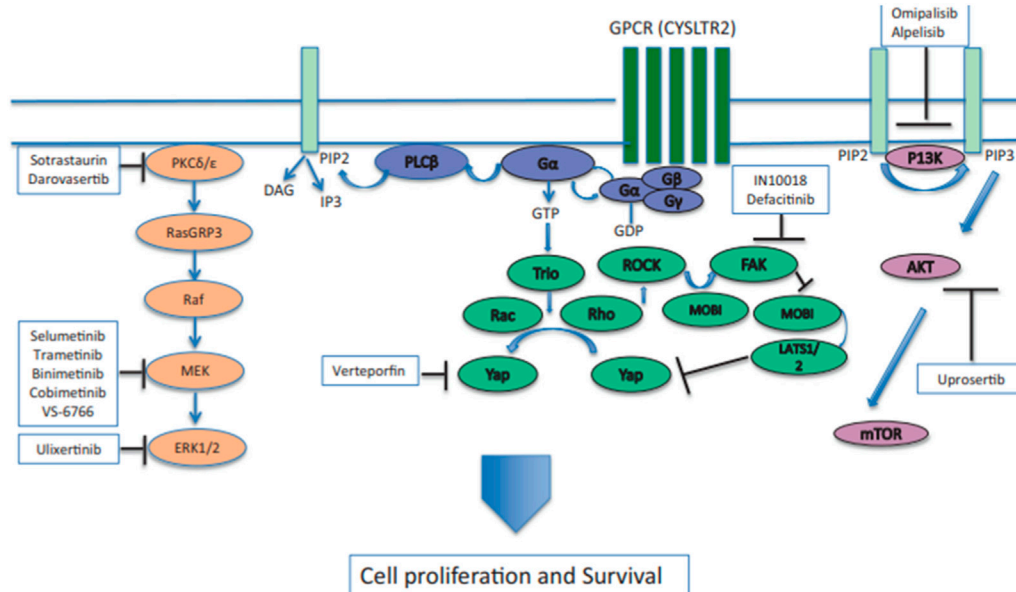 Omipalisib
Alpelisib
GPCR (CYSLTR2)
Sotrastaurin
Darovasertib
PKCδ/ε
PIP2
DAG
IP3
PLCβ
Gα
GTP
Gα
Gβ
Gγ
GDP
PIP2
P13K
PIP3
IN10018
Defacitinib
RasGRP3
Trio
ROCK
FAK
AKT
Raf
Rac
Rho
MOBI
MOBI
Selumetinib
Trametinib
Binimetinib
Cobimetinib
VS-6766
MEK
Verteporfin
Yap
Yap
LATS1/
2
Uprosertib
Ulixertinib
ERK1/2
mTOR
Cell proliferation and Survival